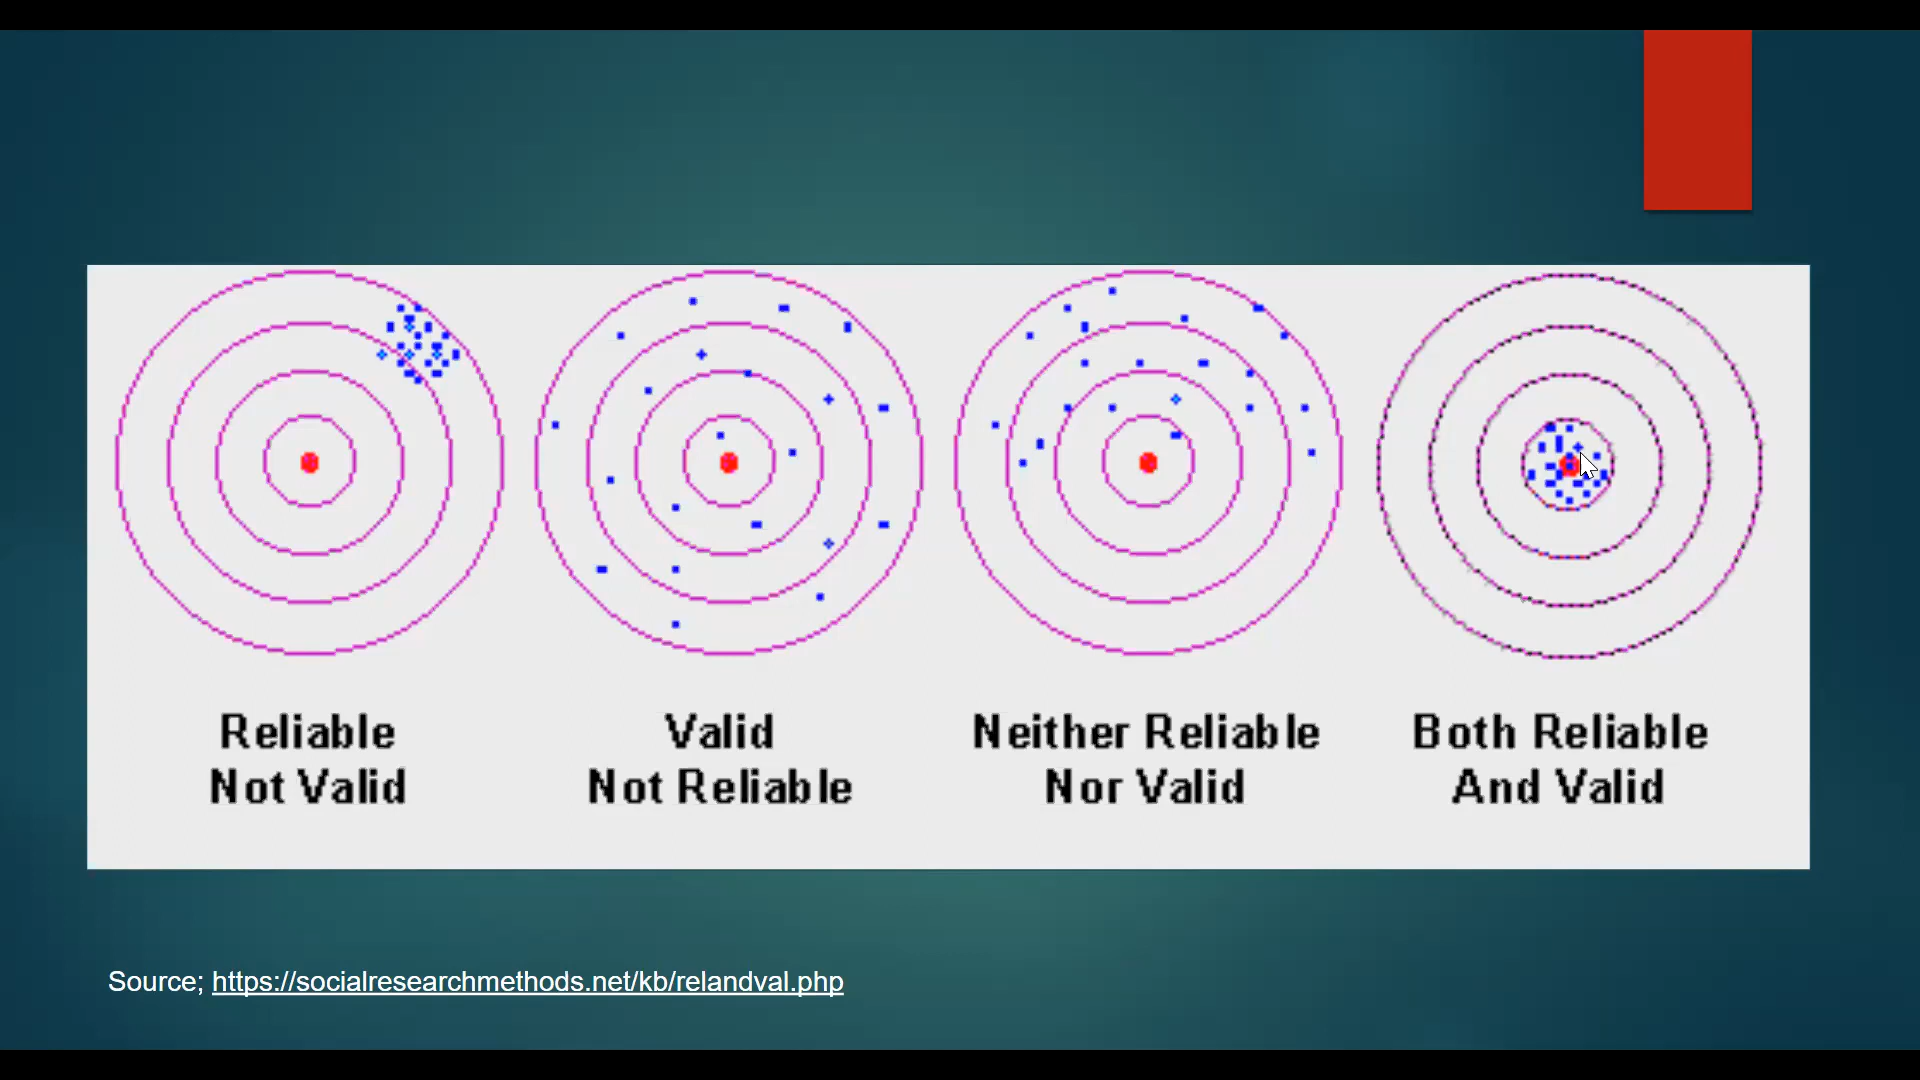 Reliable
Not Valid
Valid
Not Reliable
Neither Reliable
Nor Valid
Both Reliable
And Valid
Source; https://socialresearchmethods.net/kb/relandval.php